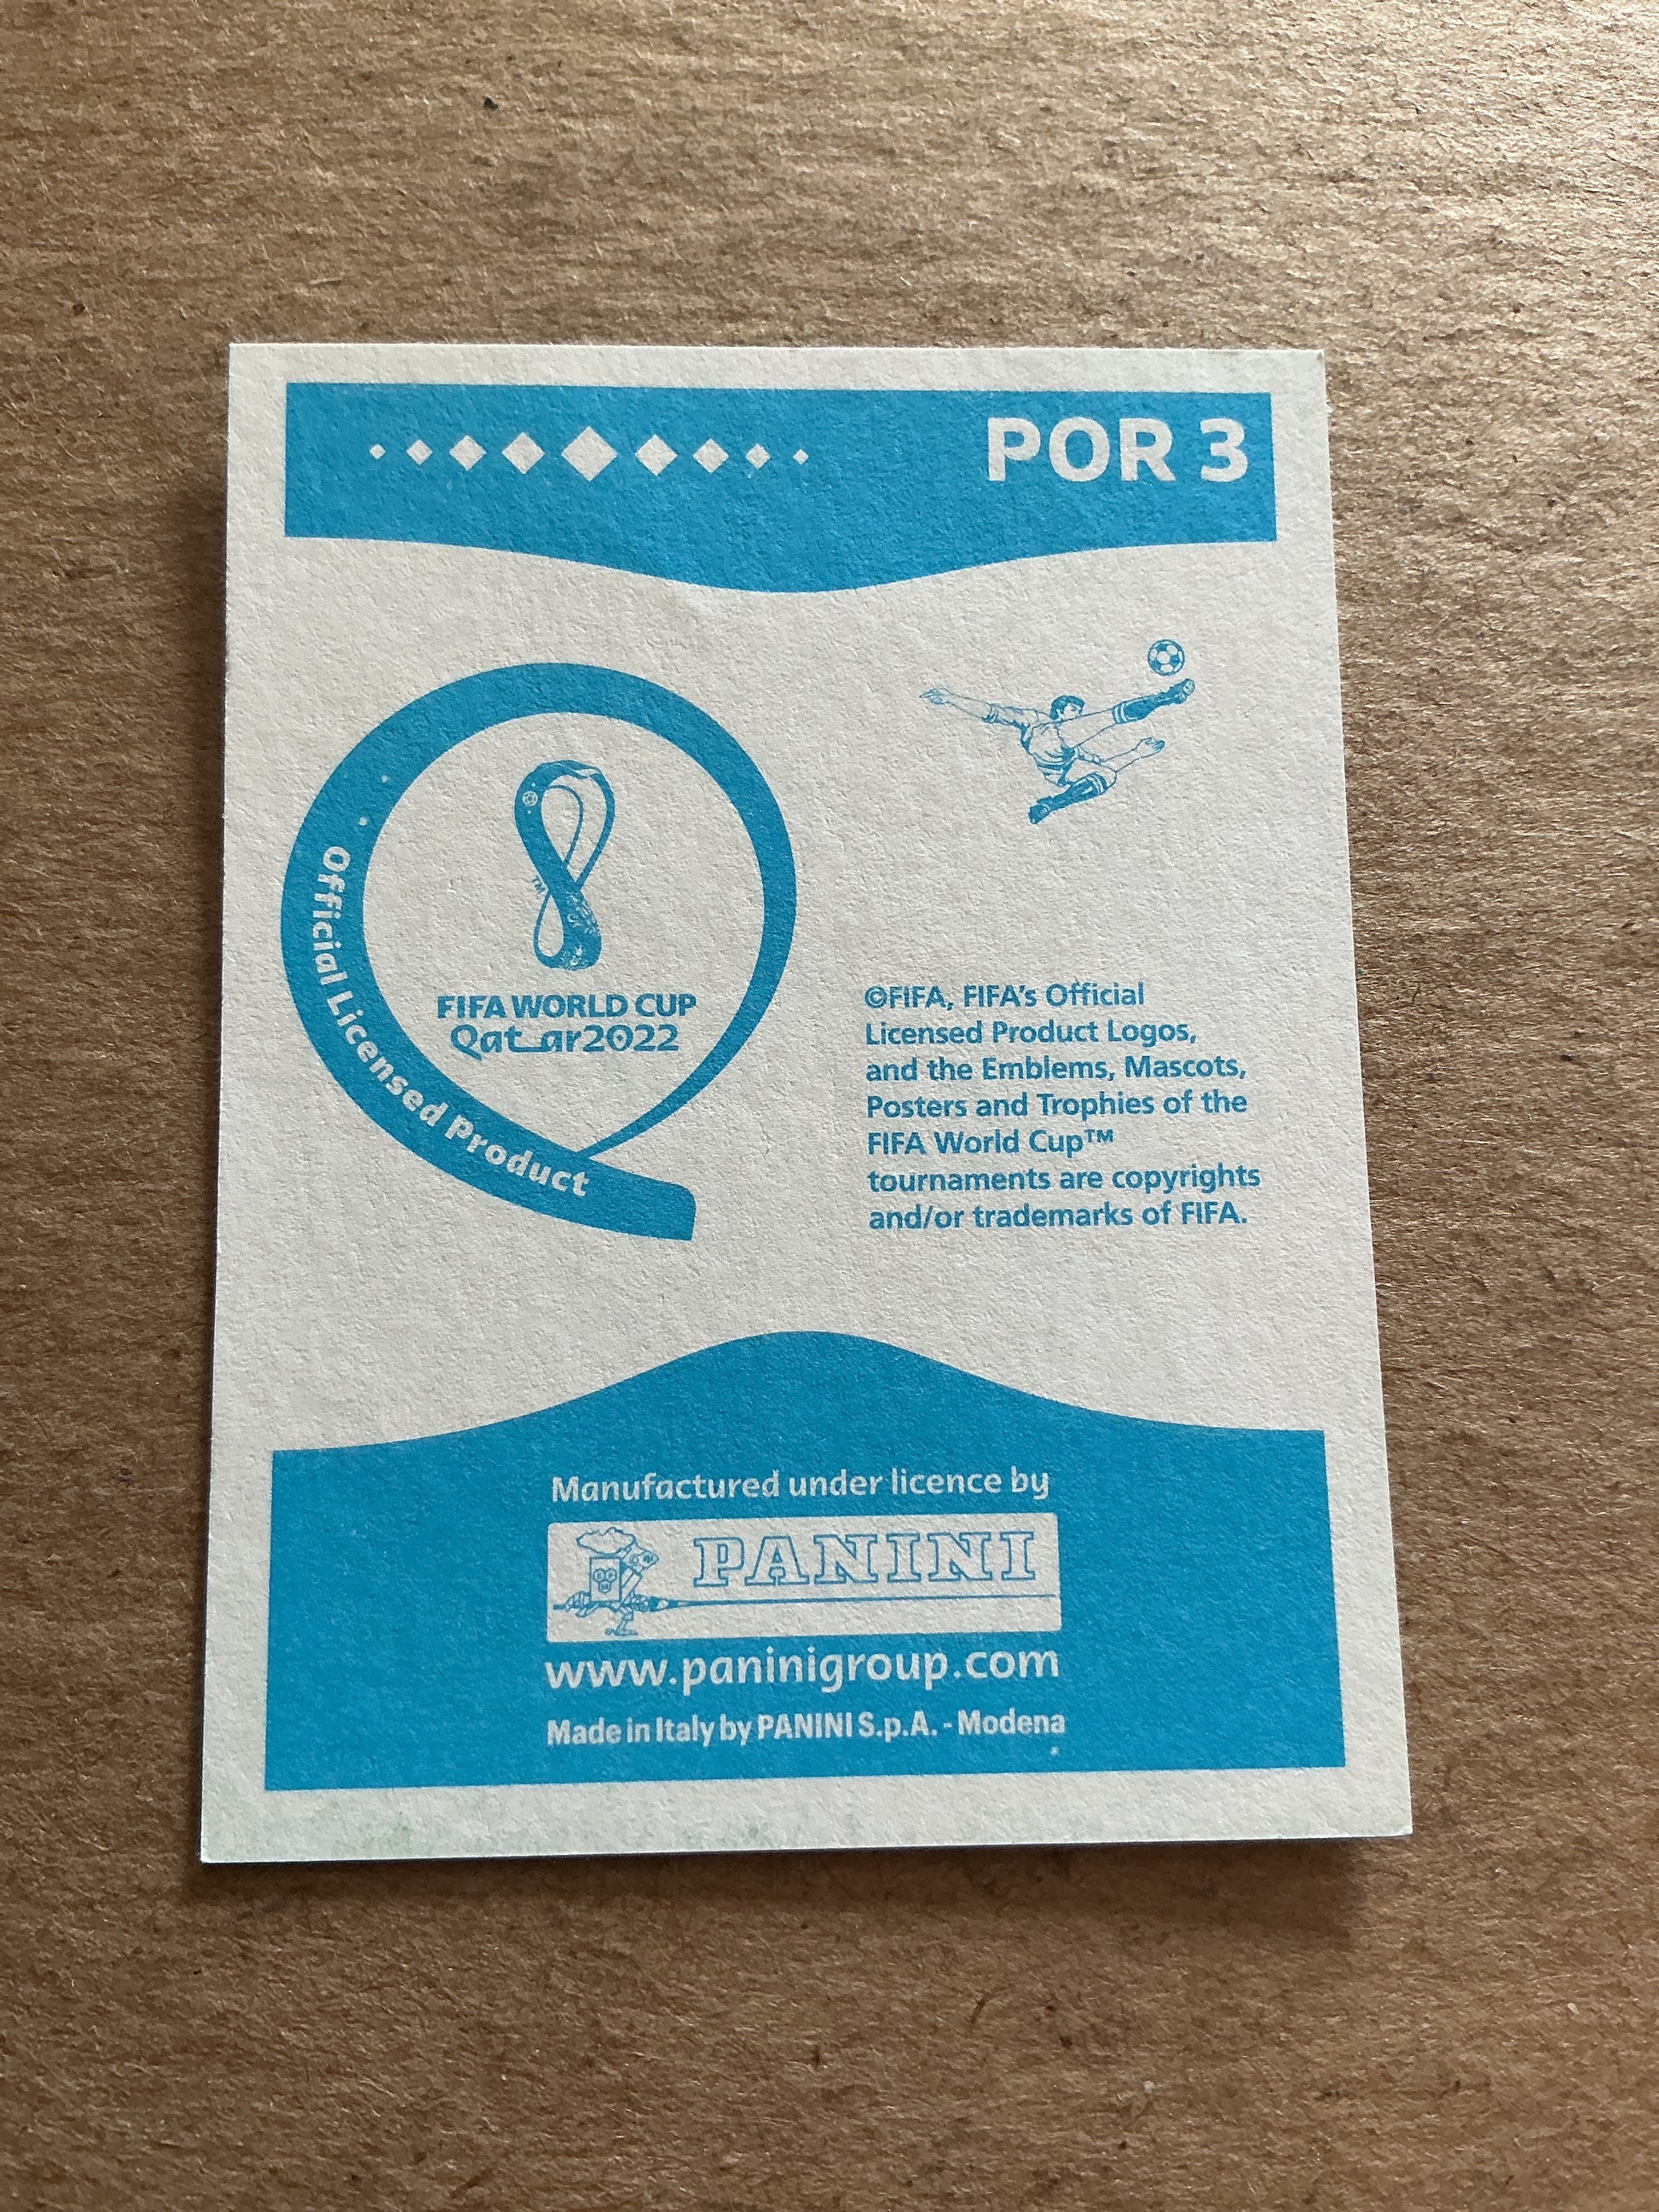 POR 3
Official Licensed Product
TM
FIFA WORLD CUP
Qatar2022
©FIFA, FIFA's Official
Licensed Product Logos,
and the Emblems, Mascots,
Posters and Trophies of the
FIFA World Cup™
tournaments are copyrights
and/or trademarks of FIFA.
Manufactured under licence by
PANINI
www.paninigroup.com
Made in Italy by PANINI S.p.A. - Modena